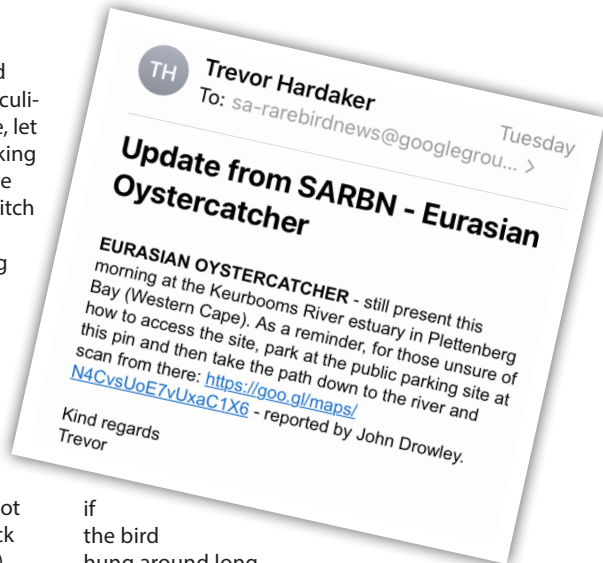 d
culi-
e, let
king
e
itch
g
TH
Trevor Hardaker
Tuesday
To: sa-rarebirdnews@googlegrou... >
Update from SARBN - Eurasian
Oystercatcher
EURASIAN OYSTERCATCHER - still present this
morning at the Keurbooms River estuary in Plettenberg
Bay (Western Cape). As a reminder, for those unsure of
how to access the site, park at the public parking site at
this pin and then take the path down to the river and
scan from there: https://goo.gl/maps/
N4CvsUoE7vUxaC1X6 - reported by John Drowley.
Kind regards
Trevor
ot
ck
if
the bird
hung around long